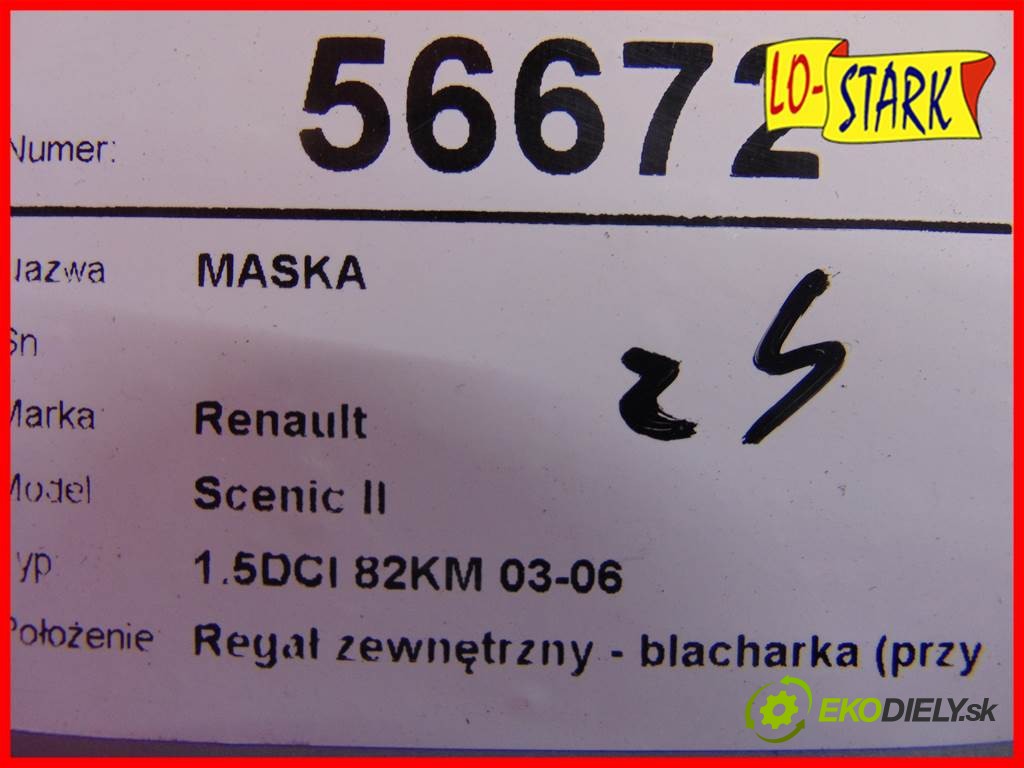 56672
LO-STARK
Numer:
Nazwa MASKA
Sn
Marka Renault
Model Scenic II
Typ 1.5DCI 82KM 03-06
Położenie Regał zewnętrzny - blacharka (przy
EKODIELY.sk